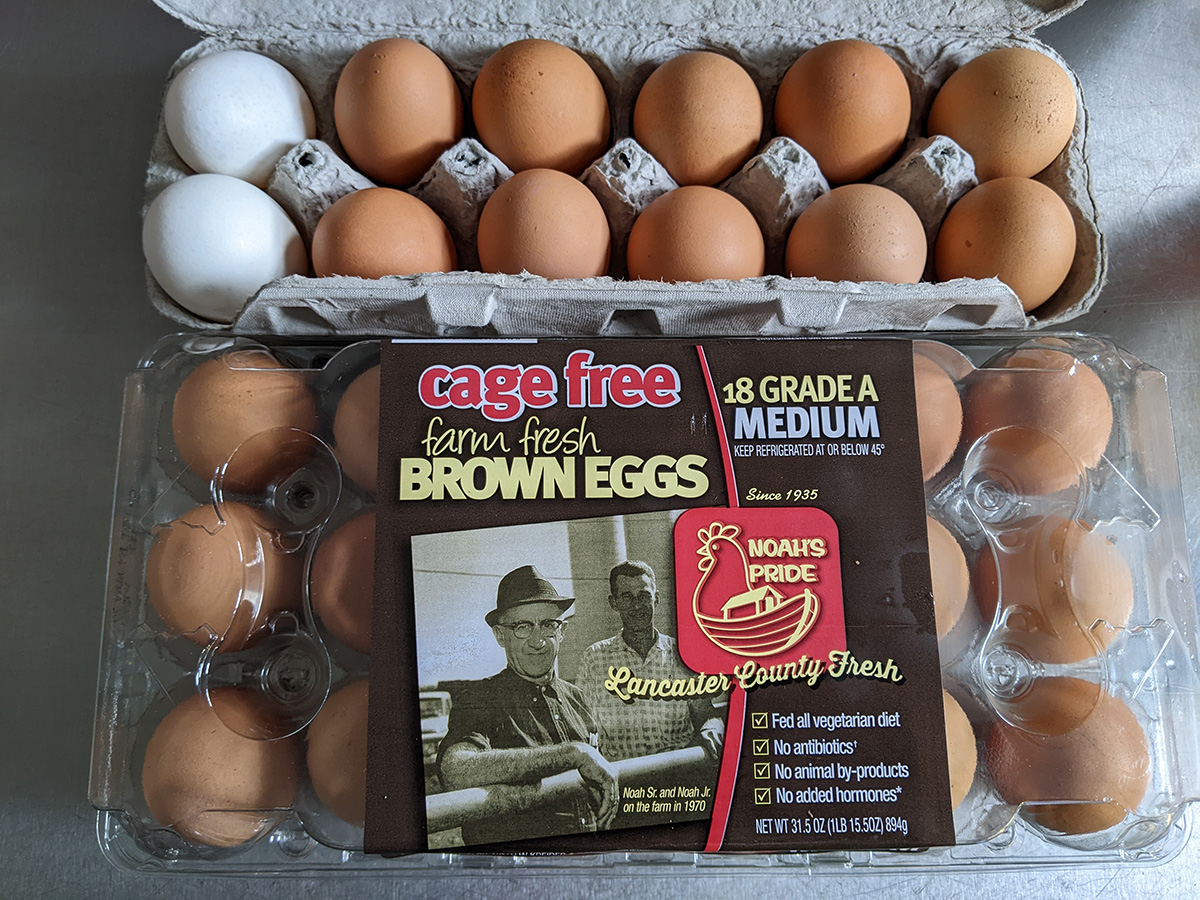 cage free
farm fresh
BROWN EGGS
18 GRADE A
MEDIUM
KEEP REFRIGERATED AT OR BELOW 45°
Since 1935
NOAH'S
PRIDE
Lancaster County Fresh
Fed all vegetarian diet
No antibiotics†
No animal by-products
No added hormones*
Noah Sr. and Noah Jr.
on the farm in 1970
NET WT 31.5 OZ (1LB 15.5OZ) 894g